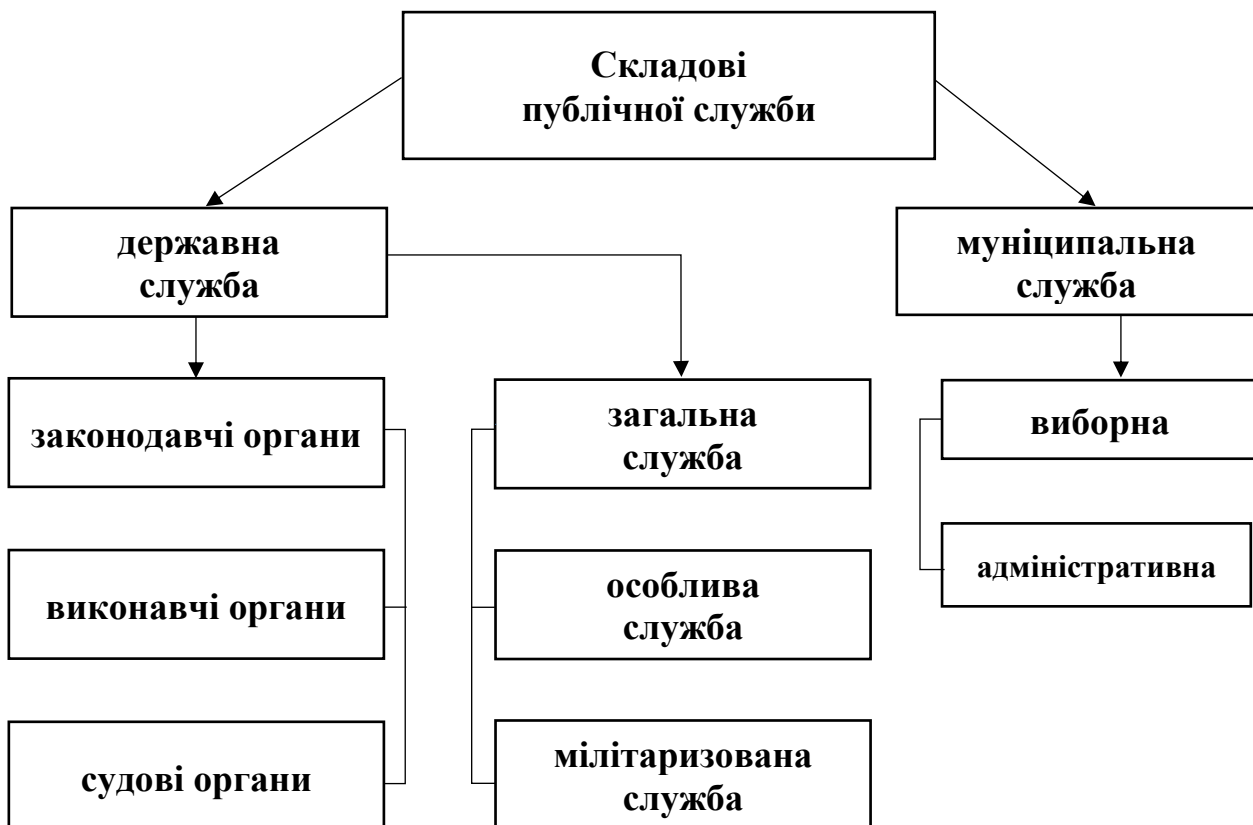 Складові
публічної служби
державна
служба
муніципальна
служба
законодавчі органи
загальна
служба
виборна
виконавчі органи
особлива
служба
адміністративна
судові органи
мілітаризована
служба